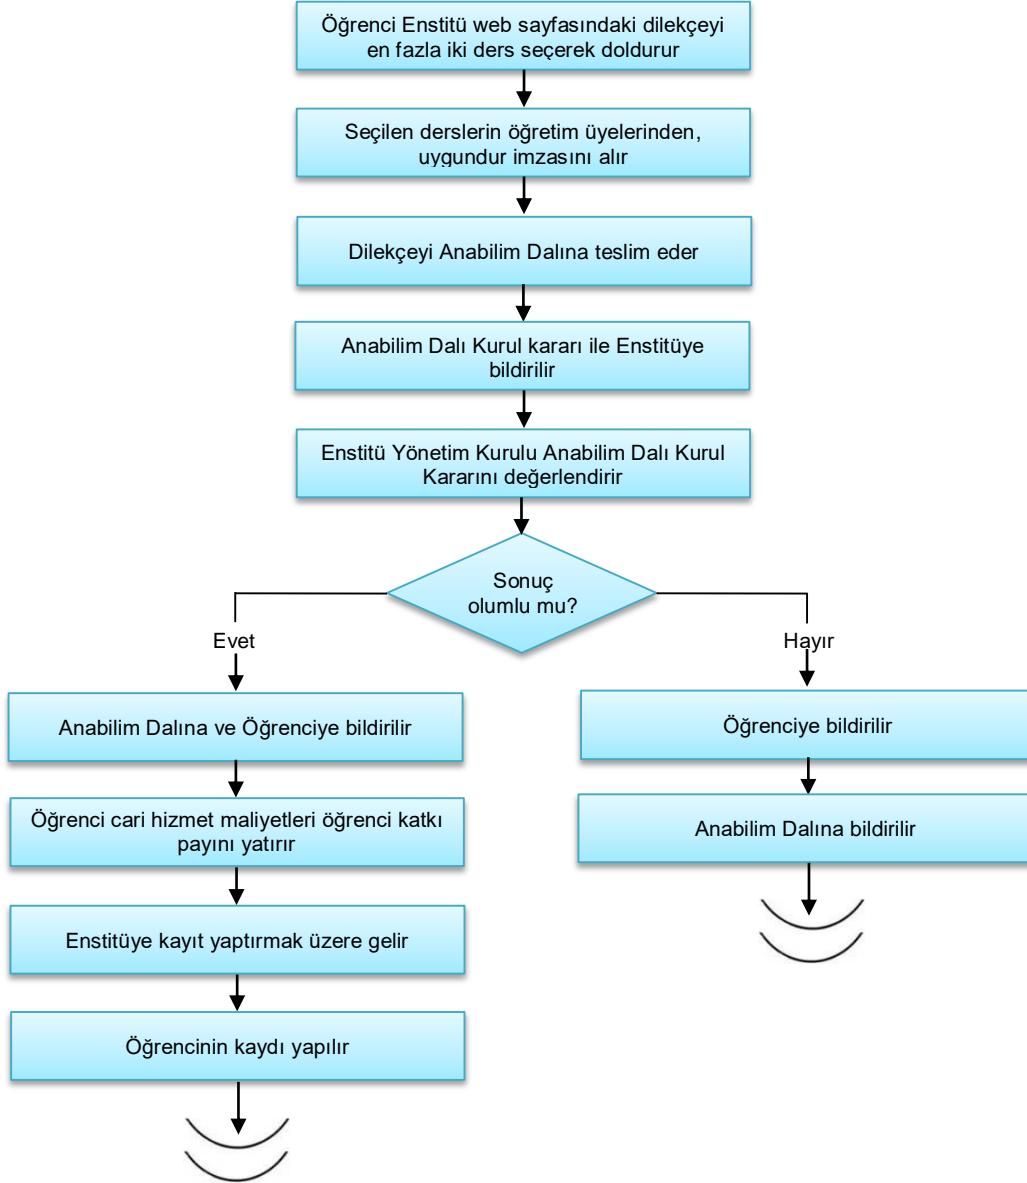 Öğrenci Enstitü web sayfasındaki dilekçeyi
en fazla iki ders seçerek doldurur
Seçilen derslerin öğretim üyelerinden,
uygundur imzasını alır
Dilekçeyi Anabilim Dalına teslim eder
Anabilim Dalı Kurul kararı ile Enstitüye
bildirilir
Enstitü Yönetim Kurulu Anabilim Dalı Kurul
Kararını değerlendirir
Sonuç
olumlu mu?
Evet
Hayır
Anabilim Dalına ve Öğrenciye bildirilir
Öğrenci cari hizmet maliyetleri öğrenci katkı
payını yatırır
Enstitüye kayıt yaptırmak üzere gelir
Öğrencinin kaydı yapılır
Öğrenciye bildirilir
Anabilim Dalına bildirilir